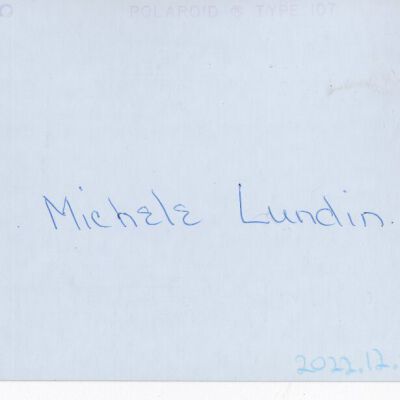 POLAROID ® TYPE 107
Michele Lundin.
2022.12.